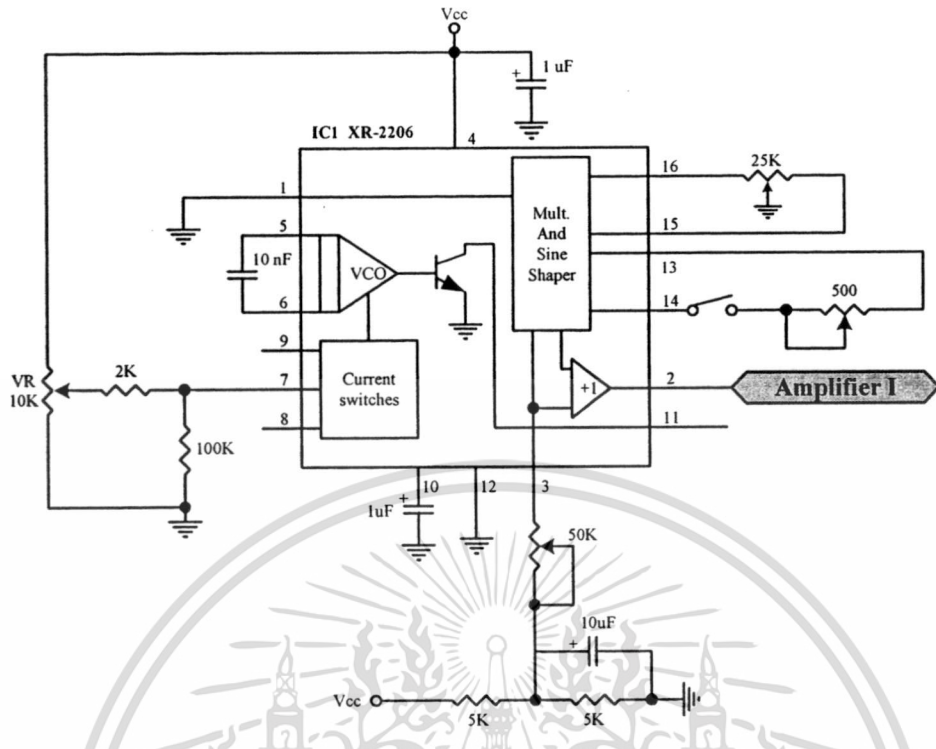 Vcc
1 uF
+
IC1 XR-2206
4
16
25K
1
Mult.
And
Sine
Shaper
15
5
10 nF
VCO
13
6
14
500
9
VR
10K
2K
7
Current
switches
+1
2
Amplifier I
8
11
100K
10
12
3
1uF
+
50K
10uF
+
Vcc
5K
5K